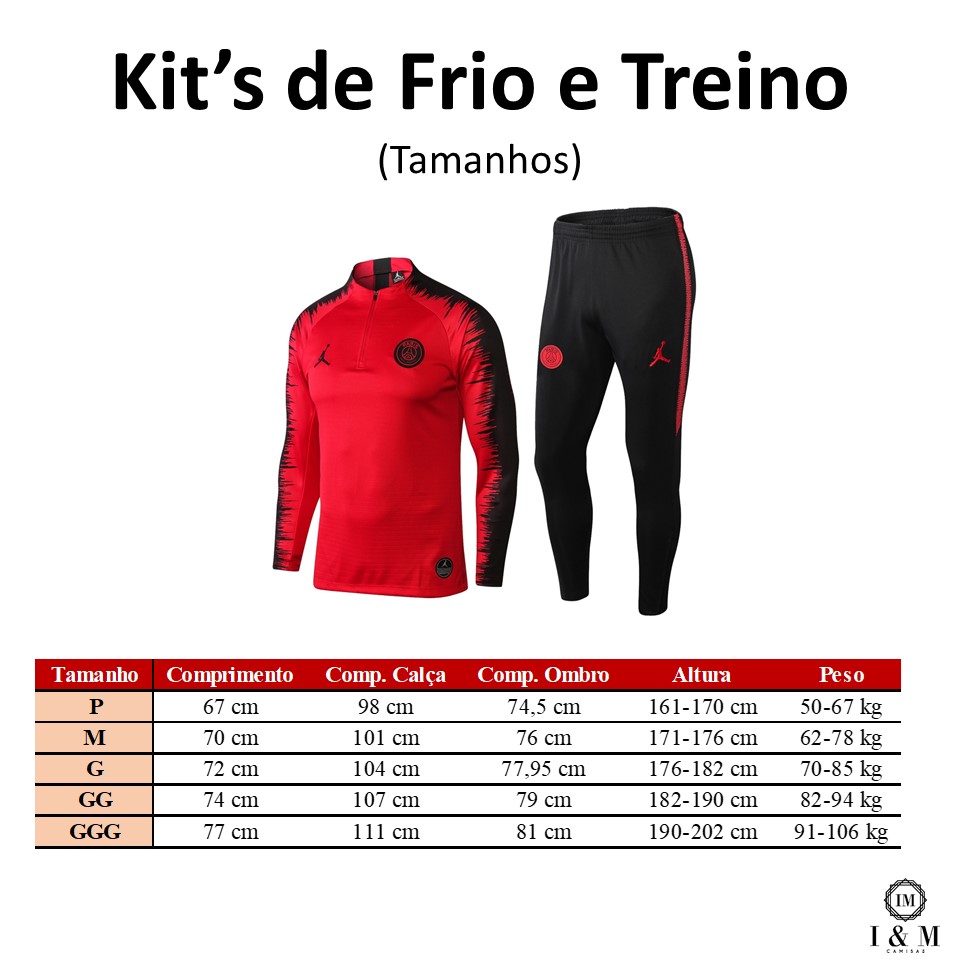 Kit’s de Frio e Treino
(Tamanhos)
PARIS
Tamanho Comprimento Comp. Calça Comp. Ombro Altura Peso
P 67 cm 98 cm 74,5 cm 161-170 cm 50-67 kg
M 70 cm 101 cm 76 cm 171-176 cm 62-78 kg
G 72 cm 104 cm 77,95 cm 176-182 cm 70-85 kg
GG 74 cm 107 cm 79 cm 182-190 cm 82-94 kg
GGG 77 cm 111 cm 81 cm 190-202 cm 91-106 kg
IM
I & M
CAMISAS